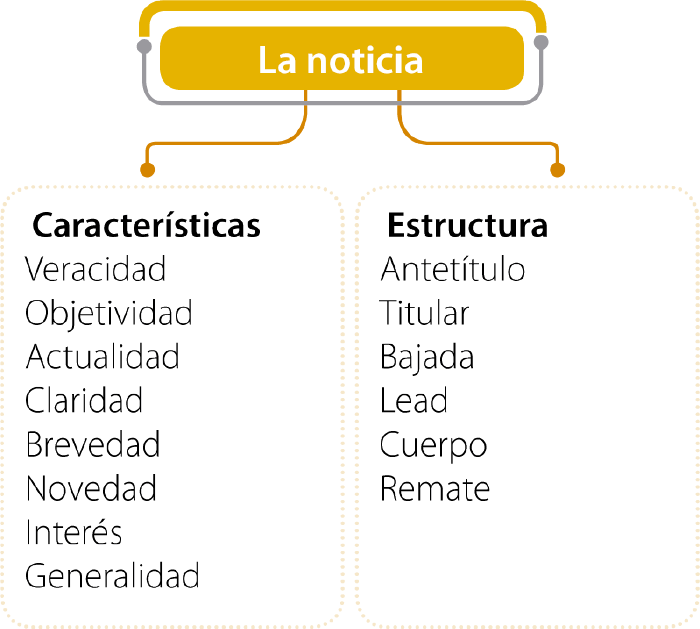 La noticia
Características
Veracidad
Objetividad
Actualidad
Claridad
Brevedad
Novedad
Interés
Generalidad
Estructura
Antetítulo
Titular
Bajada
Lead
Cuerpo
Remate